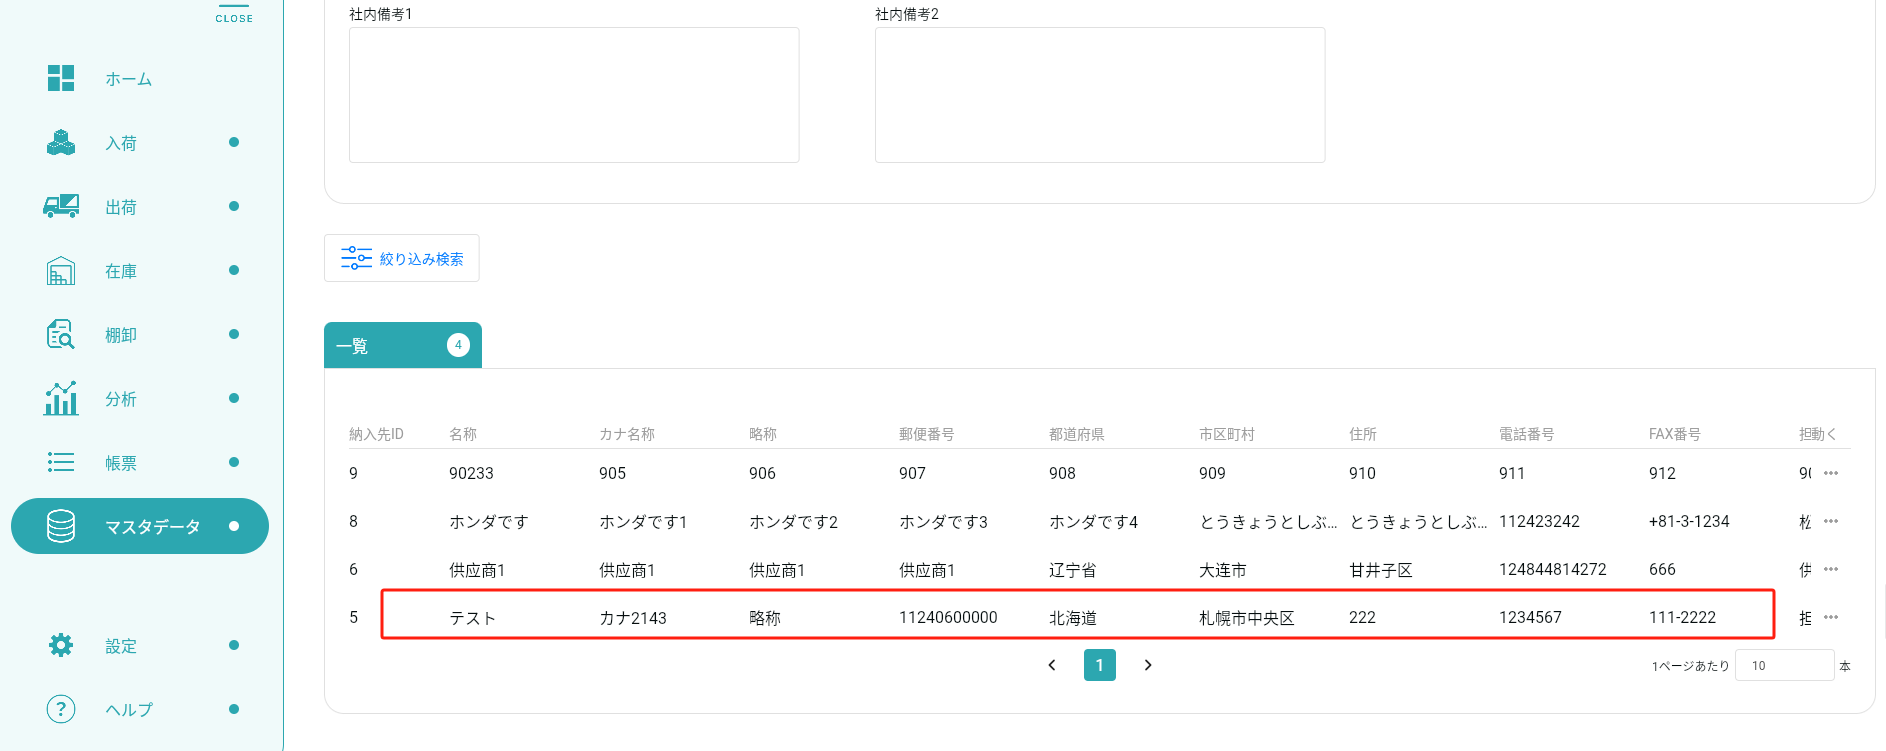 CLOSE
ホーム
入荷
出荷
在庫
棚卸
分析
帳票
マスタデータ
設定
ヘルプ
社内備考1 社内備考2
絞り込み検索
一覧 4
納入先ID 名称 カナ名称 略称 郵便番号 都道府県 市区町村 住所 電話番号 FAX番号 担動く
9 90233 905 906 907 908 909 910 911 912
8 ホンダです ホンダです1 ホンダです2 ホンダです3 ホンダです4 とうきょうとしぶ... とうきょうとしぶ... 112423242 +81-3-1234
6 供应商1 供应商1 供应商1 供应商1 辽宁省 大连市 甘井子区 124844814272 666 供
5 テスト カナ2143 略称 11240600000 北海道 札幌市中央区 222 1234567 111-2222 担
1
1ページあたり 10 本